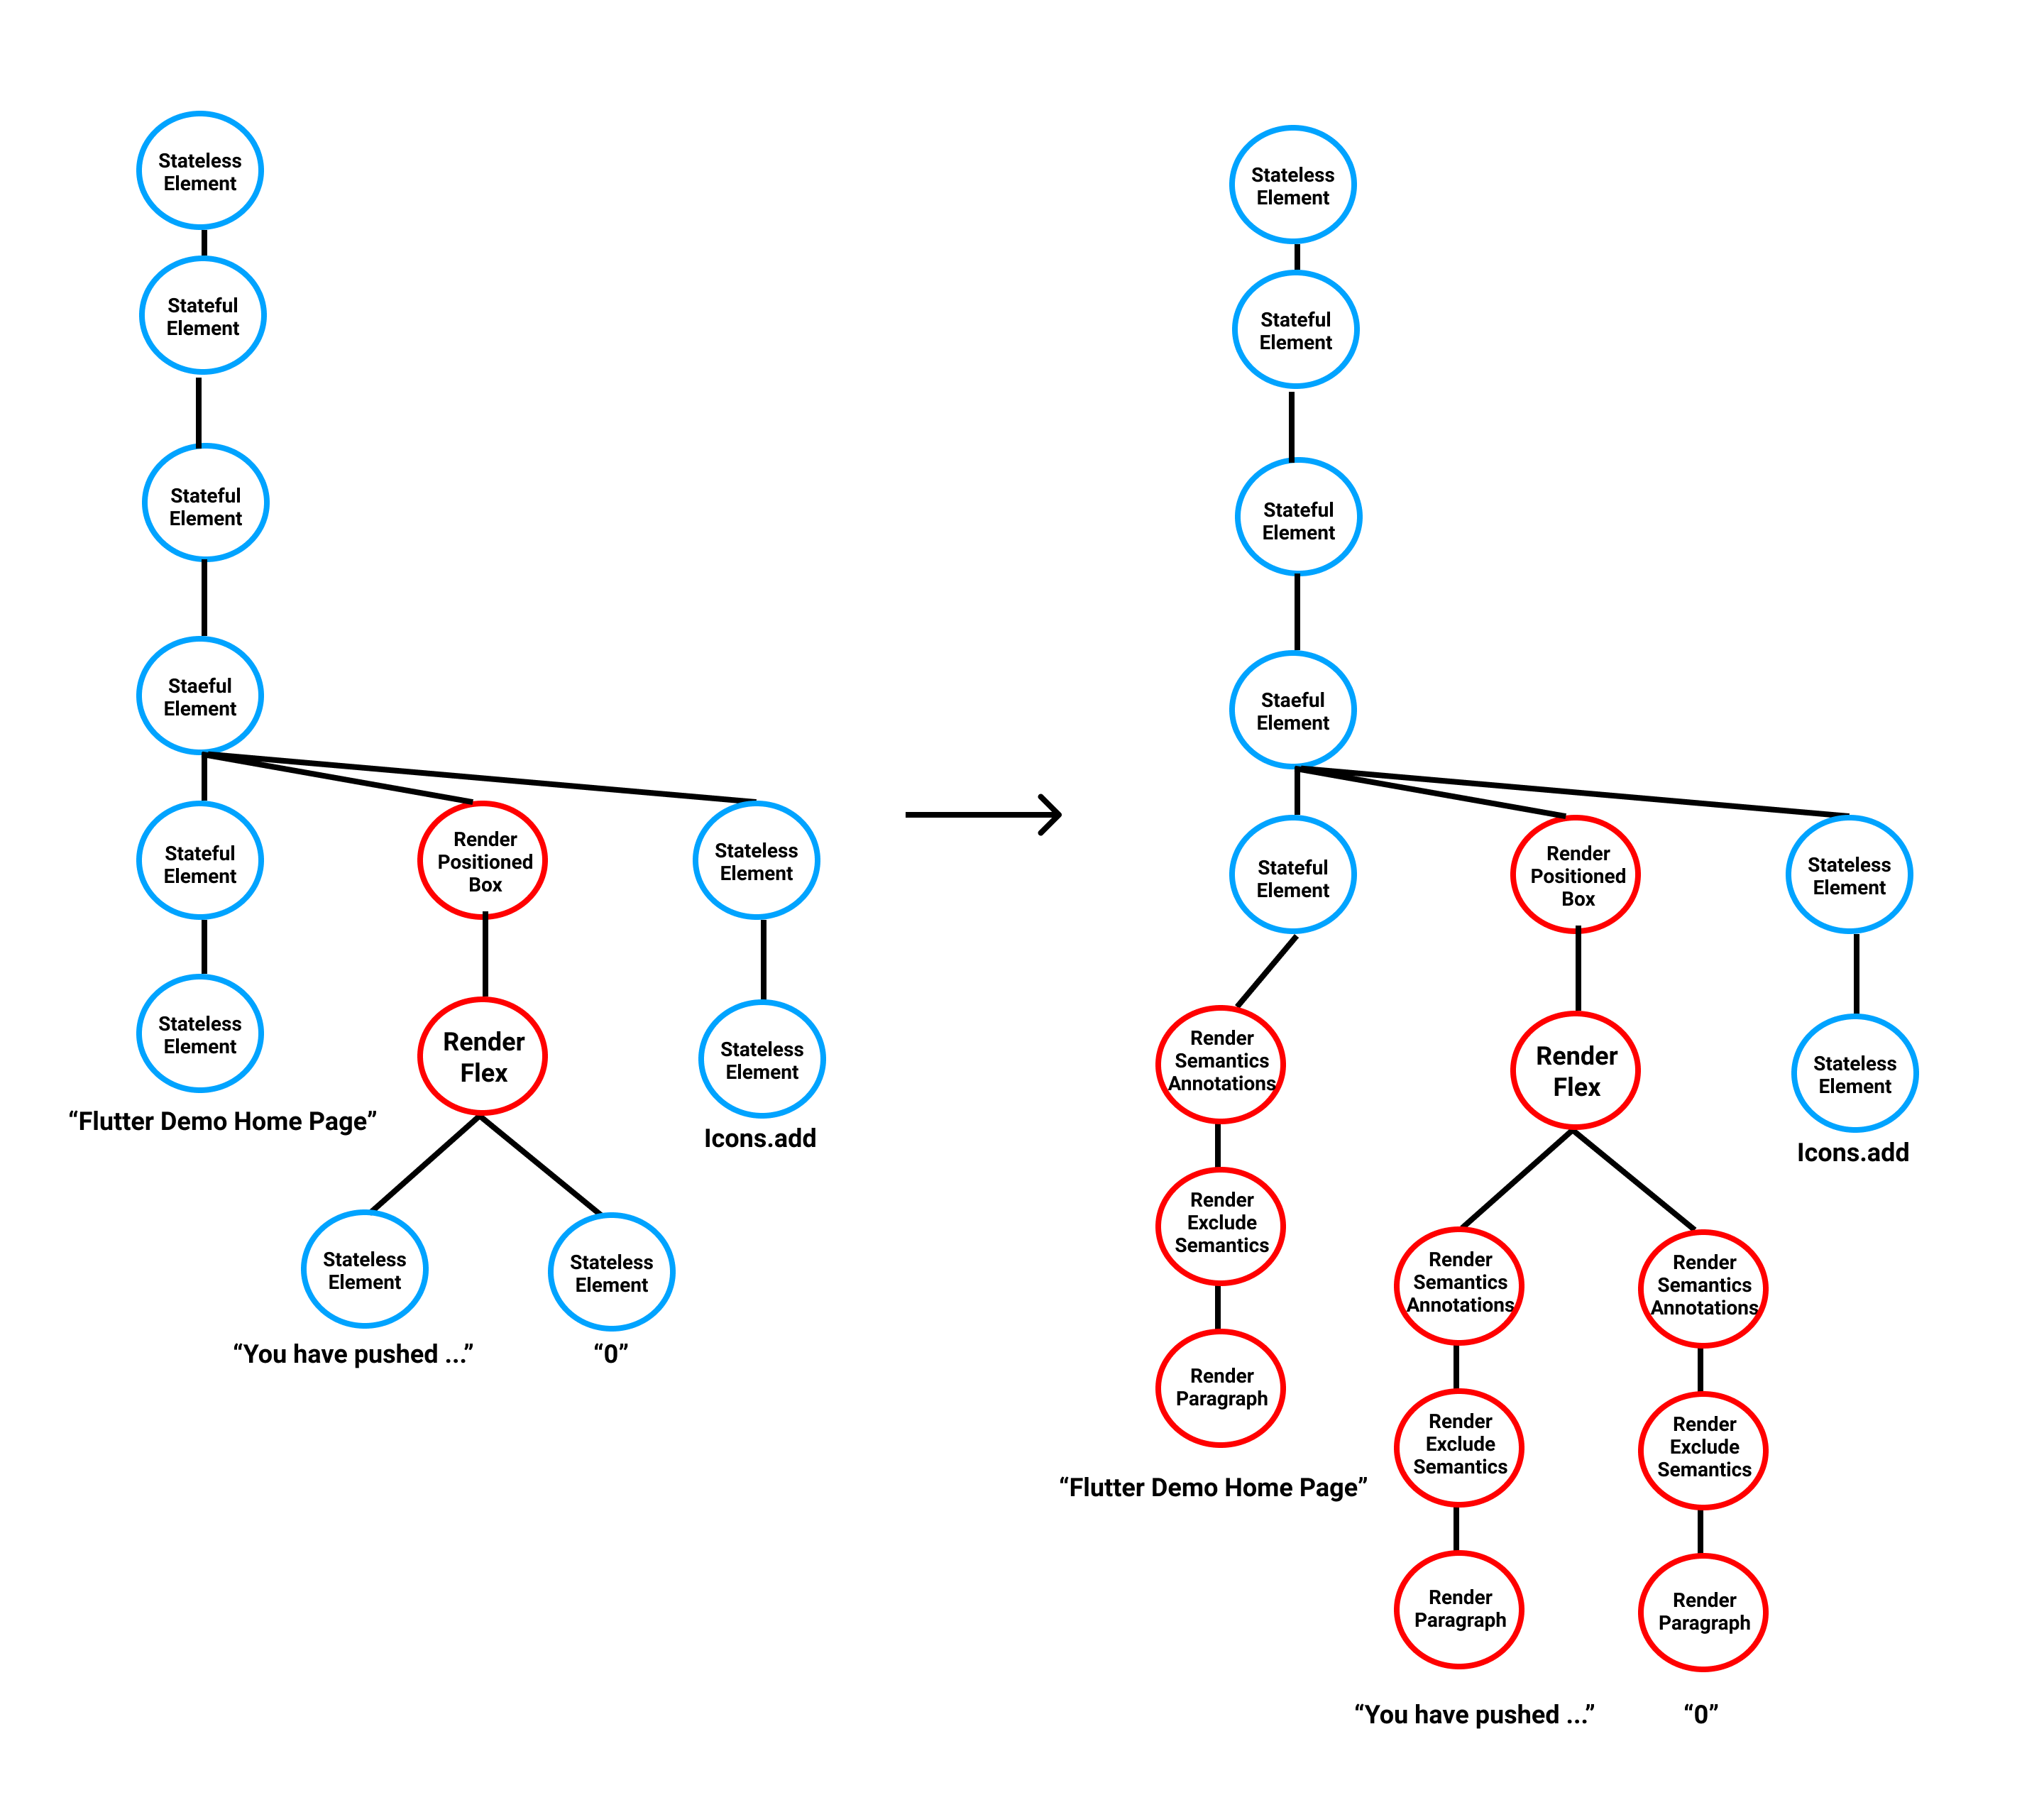 Stateless
Element
Stateful
Element
Stateful
Element
Staeful
Element
Stateful
Element
Render
Positioned
Box
Stateless
Element
Stateless
Element
“Flutter Demo Home Page”
Render
Flex
Stateless
Element
Icons.add
Stateless
Element
Stateless
Element
“You have pushed ...”
“0”
Stateless
Element
Stateful
Element
Stateful
Element
Staeful
Element
Stateful
Element
Render
Positioned
Box
Stateless
Element
Render
Semantics
Annotations
Render
Flex
Stateless
Element
Icons.add
Render
Exclude
Semantics
Render
Paragraph
“Flutter Demo Home Page”
Render
Semantics
Annotations
Render
Semantics
Annotations
Render
Exclude
Semantics
Render
Exclude
Semantics
Render
Paragraph
Render
Paragraph
“You have pushed ...”
“0”